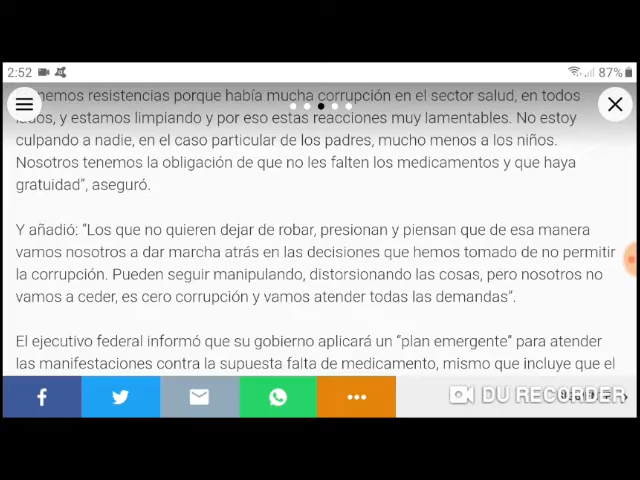 2:52
87%
nemos resistencias porque había mucha corrupción en el sector salud, en todos
lados, y estamos limpiando y por eso estas reacciones muy lamentables. No estoy
culpando a nadie, en el caso particular de los padres, mucho menos a los niños.
Nosotros tenemos la obligación de que no les falten los medicamentos y que haya
gratuidad”, aseguró.
Y añadió: “Los que no quieren dejar de robar, presionan y piensan que de esa manera
vamos nosotros a dar marcha atrás en las decisiones que hemos tomado de no permitir
la corrupción. Pueden seguir manipulando, distorsionando las cosas, pero nosotros no
vamos a ceder, es cero corrupción y vamos atender todas las demandas”.
El ejecutivo federal informó que su gobierno aplicará un “plan emergente” para atender
las manifestaciones contra la supuesta falta de medicamento, mismo que incluye que el
DU RECORDER